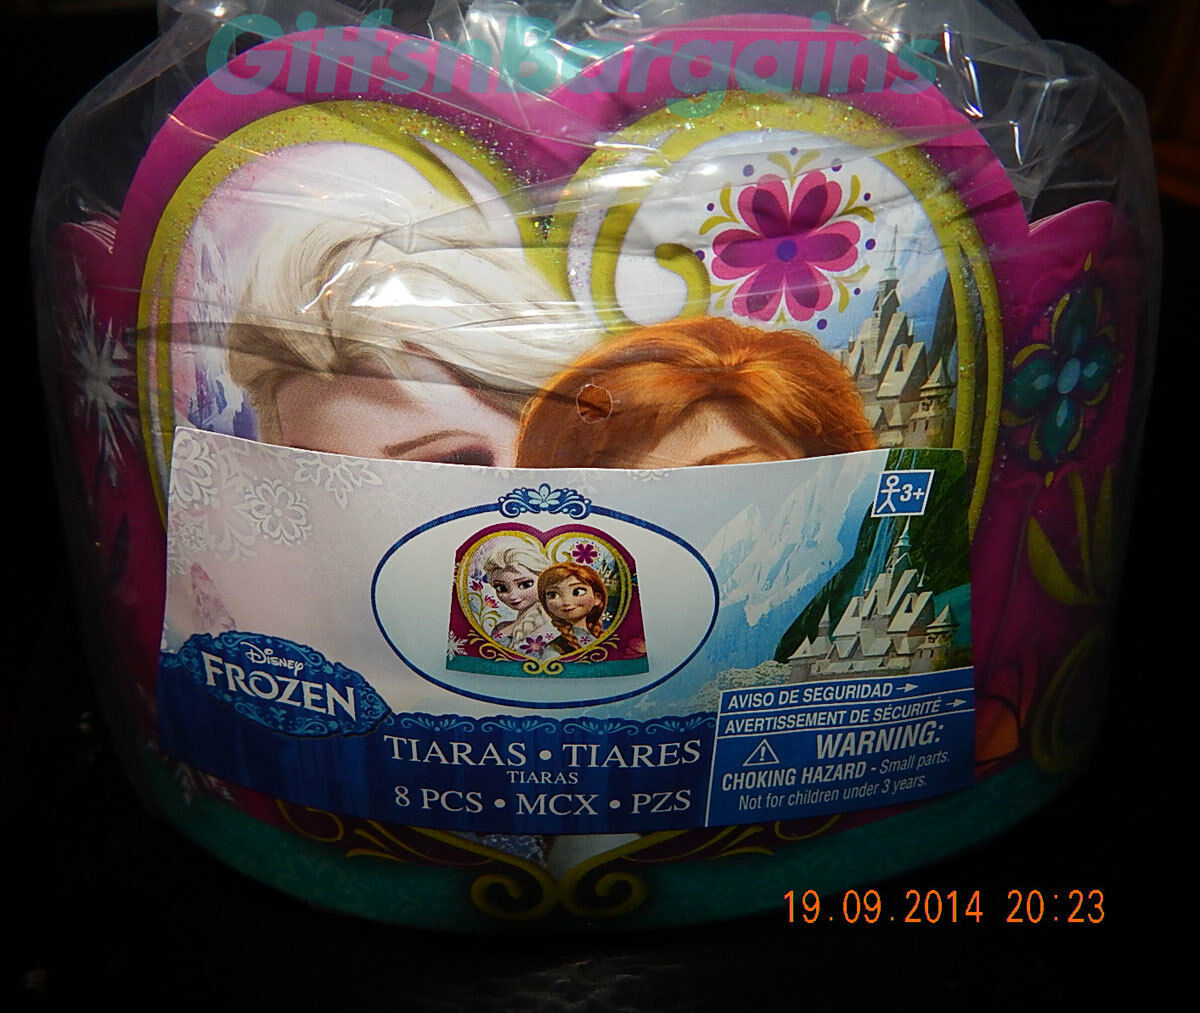 GiftsnBargains
3+
Disney
FROZEN
TIARAS • TIARES
TIARAS
8 PCS • MCX • PZS
AVISO DE SEGURIDAD →
AVERTISSEMENT DE SÉCURITÉ →
⚠ WARNING:
CHOKING HAZARD - Small parts.
Not for children under 3 years.
19.09.2014 20:23